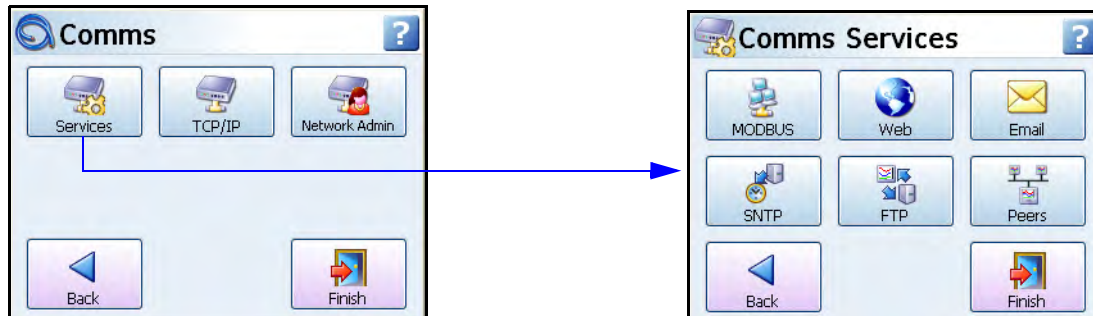 Comms
?
Services
TCP/IP
Network Admin
Back
Finish
Comms Services
?
MODBUS
Web
Email
SNTP
FTP
Peers
Back
Finish